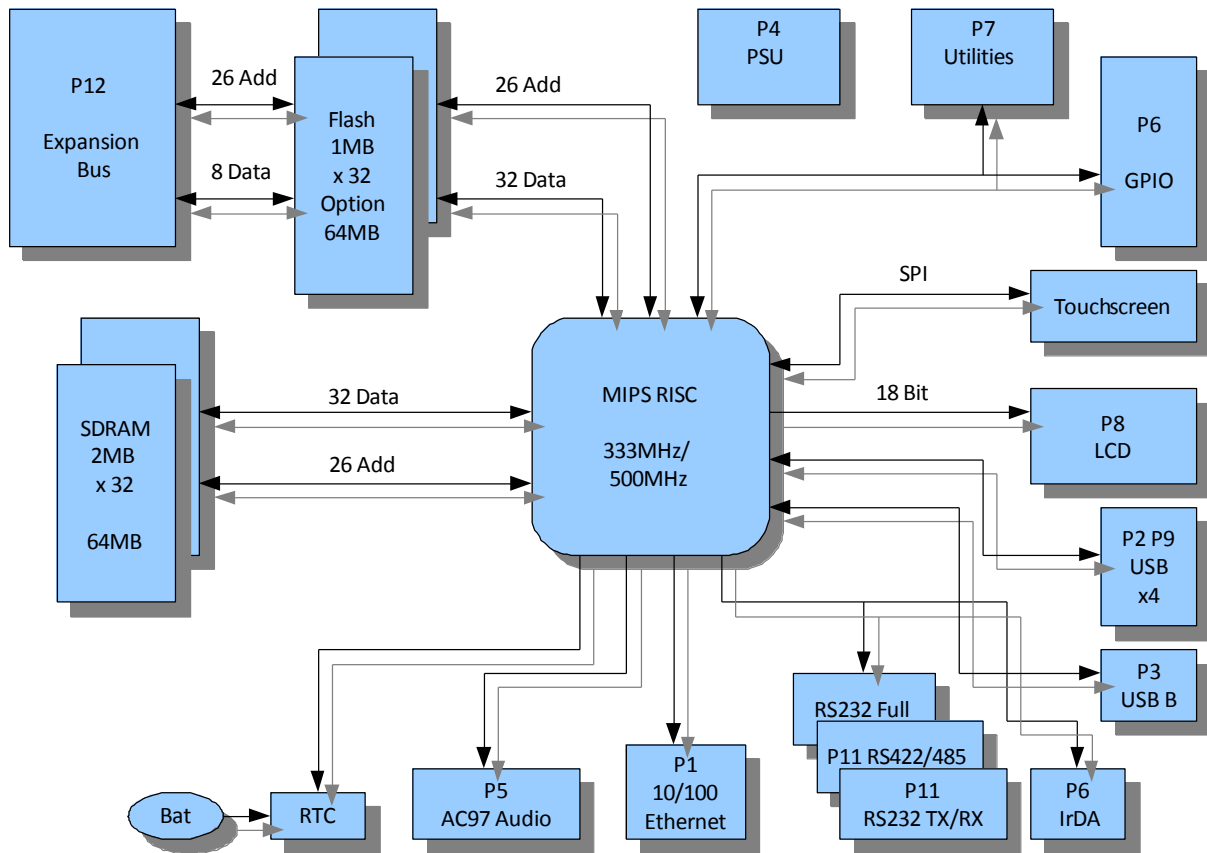 P12
Expansion
Bus
26 Add
8 Data
Flash
1MB
x 32
Option
64MB
26 Add
32 Data
P4
PSU
P7
Utilities
P6
GPIO
SPI
Touchscreen
SDRAM
2MB
x 32
64MB
32 Data
26 Add
MIPS RISC
333MHz/
500MHz
18 Bit
P8
LCD
P2 P9
USB
x4
P3
USB B
Bat
RTC
P5
AC97 Audio
P1
10/100
Ethernet
RS232 Full
P11 RS422/485
P11
RS232 TX/RX
P6
IrDA